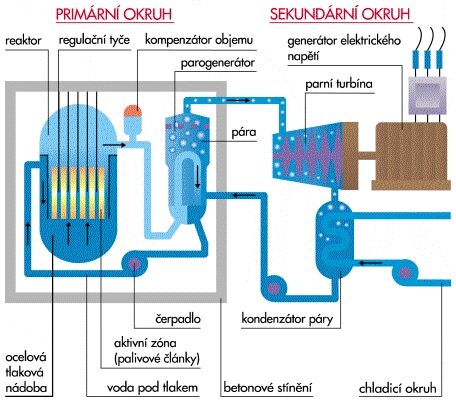 PRIMÁRNÍ OKRUH
SEKUNDÁRNÍ OKRUH
reaktor
regulační tyče
kompenzátor objemu
generátor elektrického
napětí
parogenerátor
parní turbína
pára
čerpadlo
kondenzátor páry
aktivní zóna
(palivové články)
ocelová
tlaková
nádoba
voda pod tlakem
betonové stínění
chladicí okruh